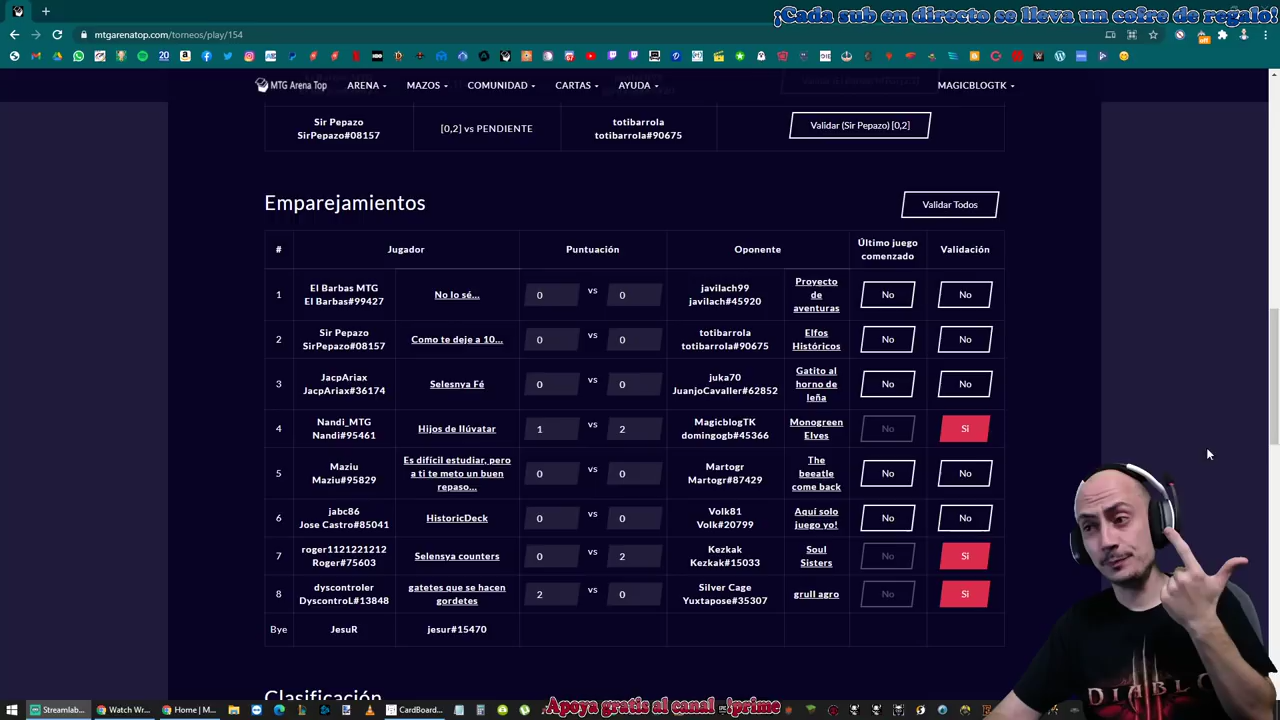 ¡Cada sub en directo se lleva un cofre de regalo!
mtgarenatop.com/torneos/play/154
MTG Arena Top
ARENA
MAZOS
COMUNIDAD
CARTAS
AYUDA
MAGICBLOGTK
Sir Pepazo
SirPepazo#08157
[0,2] vs PENDIENTE
totibarrola
totibarrola#90675
Validar (Sir Pepazo) [0,2]
Emparejamientos
Validar Todos
#
Jugador
Puntuación
Oponente
Último juego
comenzado
Validación
1
El Barbas MTG
El Barbas#99427
No lo sé...
0
vs
0
javilach99
javilach#45920
Proyecto
de
aventuras
No
No
2
Sir Pepazo
SirPepazo#08157
Como te deje a 10...
0
vs
0
totibarrola
totibarrola#90675
Elfos
Históricos
No
No
3
JacpAriax
JacpAriax#36174
Selesnya Fé
0
vs
0
juka70
JuanjoCavaller#62852
Gatito al
horno de
leña
No
No
4
Nandi_MTG
Nandi#95461
Hijos de Ilúvatar
1
vs
2
MagicblogTK
domingogb#45366
Monogreen
Elves
No
Si
5
Maziu
Maziu#95829
Es difícil estudiar, pero
a ti te meto un buen
repaso...
0
vs
0
Martogr
Martogr#87429
The
beeatle
come back
No
No
6
jabc86
Jose Castro#85041
HistoricDeck
0
vs
0
Volk81
Volk#20799
Aquí solo
juego yo!
No
No
7
roger1121221212
Roger#75603
Selensya counters
0
vs
2
Kezkak
Kezkak#15033
Soul
Sisters
No
Si
8
dyscontroler
DyscontroL#13848
gatetes que se hacen
gordetes
2
vs
0
Silver Cage
Yuxtapose#35307
grull agro
No
Si
Bye
JesuR
jesur#15470
Clasificación
DIABLO
Streamlab...
Watch Wr...
Home | M...
CardBoard...
Apoya gratis al canal !prime